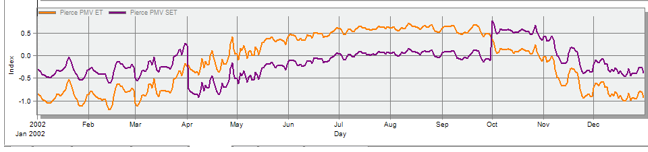 Pierce PMV ET Pierce PMV SET
0.5
0.0
-0.5
-1.0
Index
2002 Feb Mar Apr May Jun Jul Aug Sep Oct Nov Dec
Jan 2002 Day